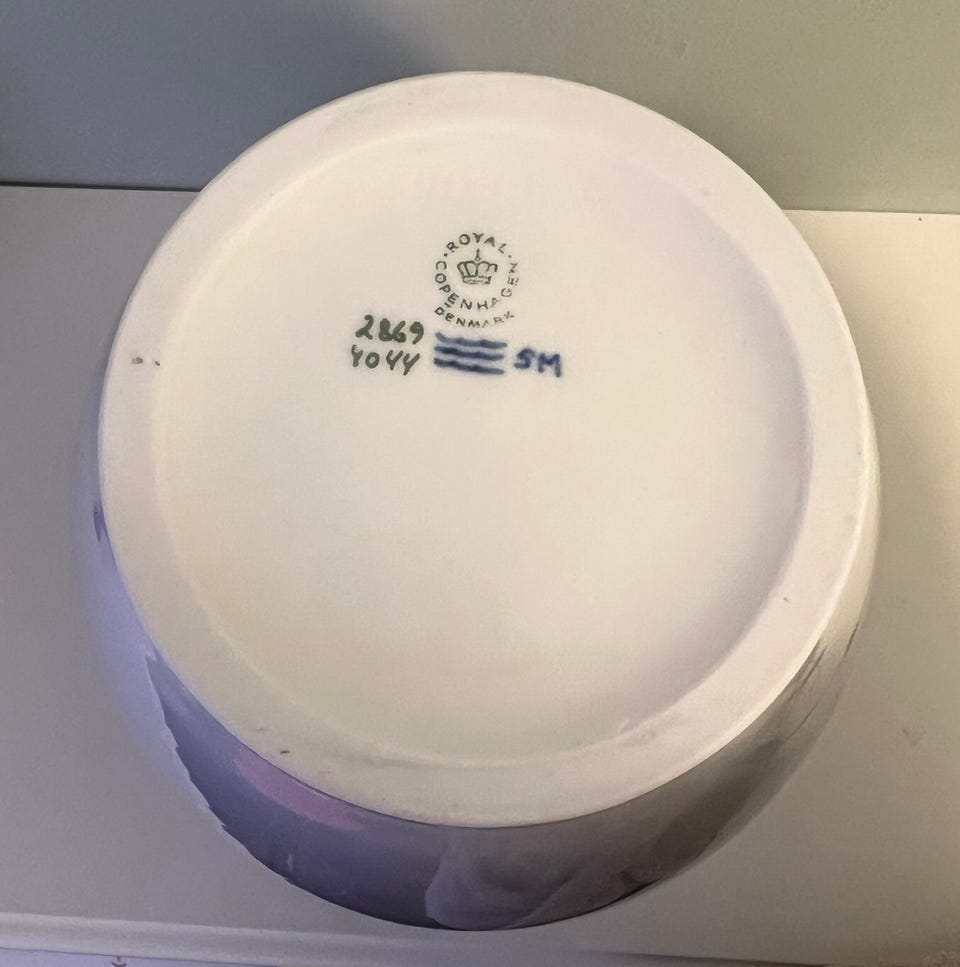 ROYAL
COPENHAGEN
DENMARK
2869
4044 SM